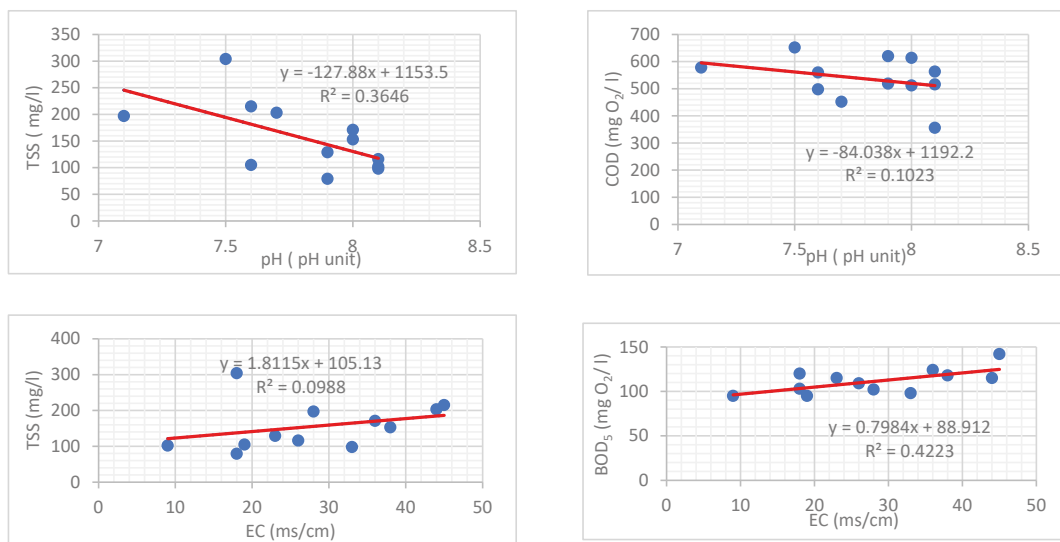 350
300
250
200
150
100
50
0
TSS ( mg/l)
y = -127.88x + 1153.5
R² = 0.3646
7 7.5 8 8.5
pH ( pH unit)
700
600
500
400
300
200
100
0
COD (mg O₂/ l)
y = -84.038x + 1192.2
R² = 0.1023
7 7.5 8 8.5
pH ( pH unit)
400
300
200
100
0
TSS (mg/l)
y = 1.8115x + 105.13
R² = 0.0988
0 10 20 30 40 50
EC (ms/cm)
150
100
50
0
BOD₅ (mg O₂/ l)
y = 0.7984x + 88.912
R² = 0.4223
0 10 20 30 40 50
EC (ms/cm)